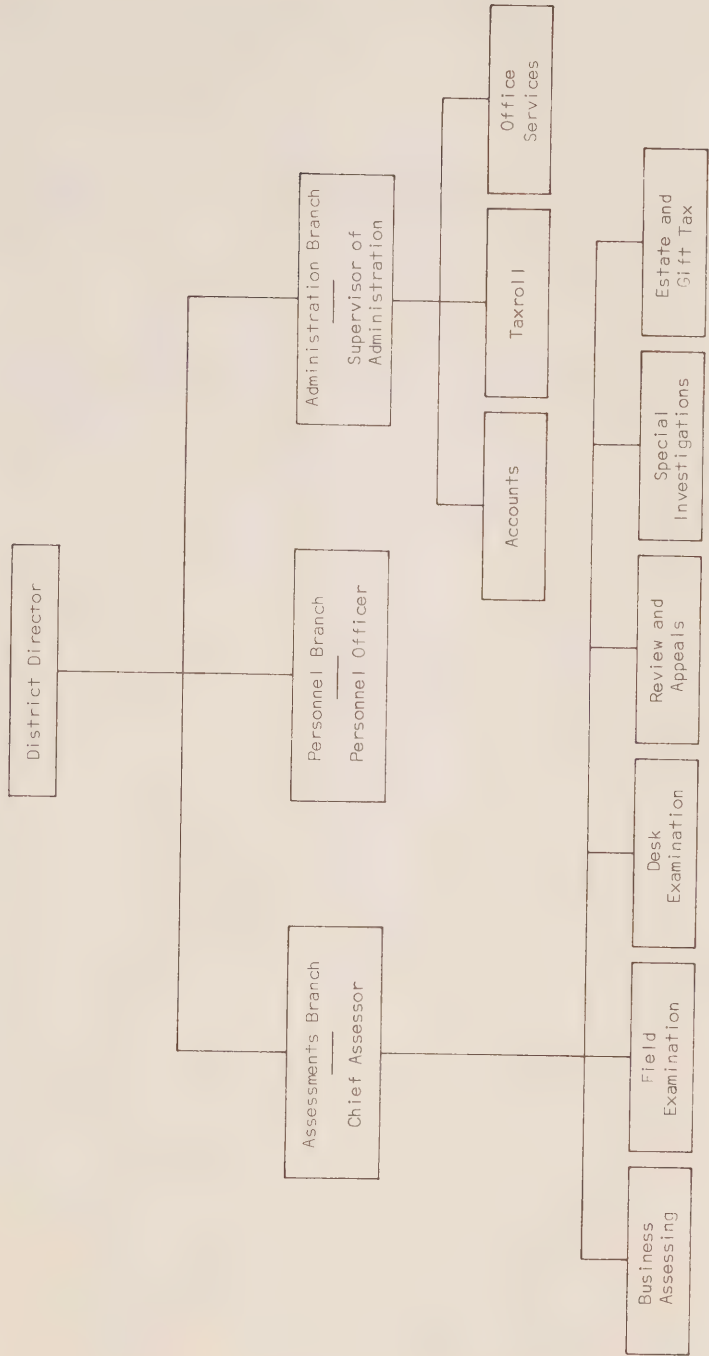 District Director
Assessments Branch
Chief Assessor
Personnel Branch
Personnel Officer
Administration Branch
Supervisor of
Administration
Accounts
Taxroll
Office
Services
Business
Assessing
Field
Examination
Desk
Examination
Review and
Appeals
Special
Investigations
Estate and
Gift Tax